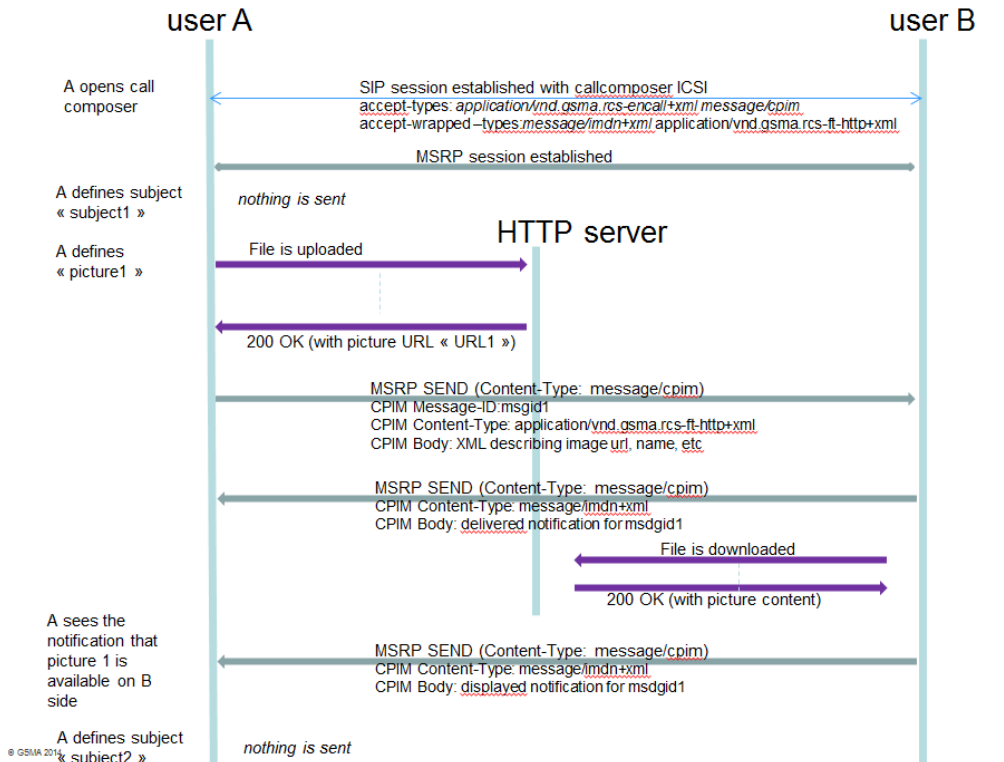 user A
user B
A opens call
composer
SIP session established with callcomposer ICSI
accept-types: application/vnd.gsma.rcs-encall+xml message/cpim
accept-wrapped –types:message/imdn+xml application/vnd.gsma.rcs-ft-http+xml
MSRP session established
A defines subject
« subject1 »
nothing is sent
HTTP server
A defines
« picture1 »
File is uploaded
200 OK (with picture URL « URL1 »)
MSRP SEND (Content-Type: message/cpim)
CPIM Message-ID:msgid1
CPIM Content-Type: application/vnd.gsma.rcs-ft-http+xml
CPIM Body: XML describing image url, name, etc
MSRP SEND (Content-Type: message/cpim)
CPIM Content-Type: message/imdn+xml
CPIM Body: delivered notification for msdgid1
File is downloaded
200 OK (with picture content)
A sees the
notification that
picture 1 is
available on B
side
MSRP SEND (Content-Type: message/cpim)
CPIM Content-Type: message/imdn+xml
CPIM Body: displayed notification for msdgid1
A defines subject
« subject2 »
nothing is sent
© GSMA 2014